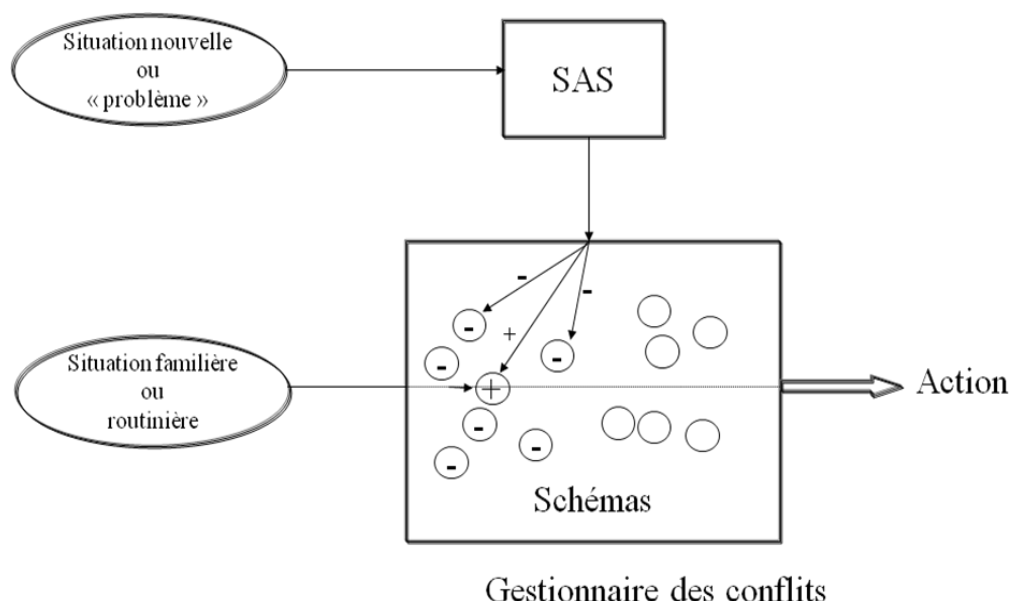 Situation nouvelle
ou
« problème »
SAS
-
-
+
-
-
-
+
-
-
-
Situation familière
ou
routinière
Action
Schémas
Gestionnaire des conflits